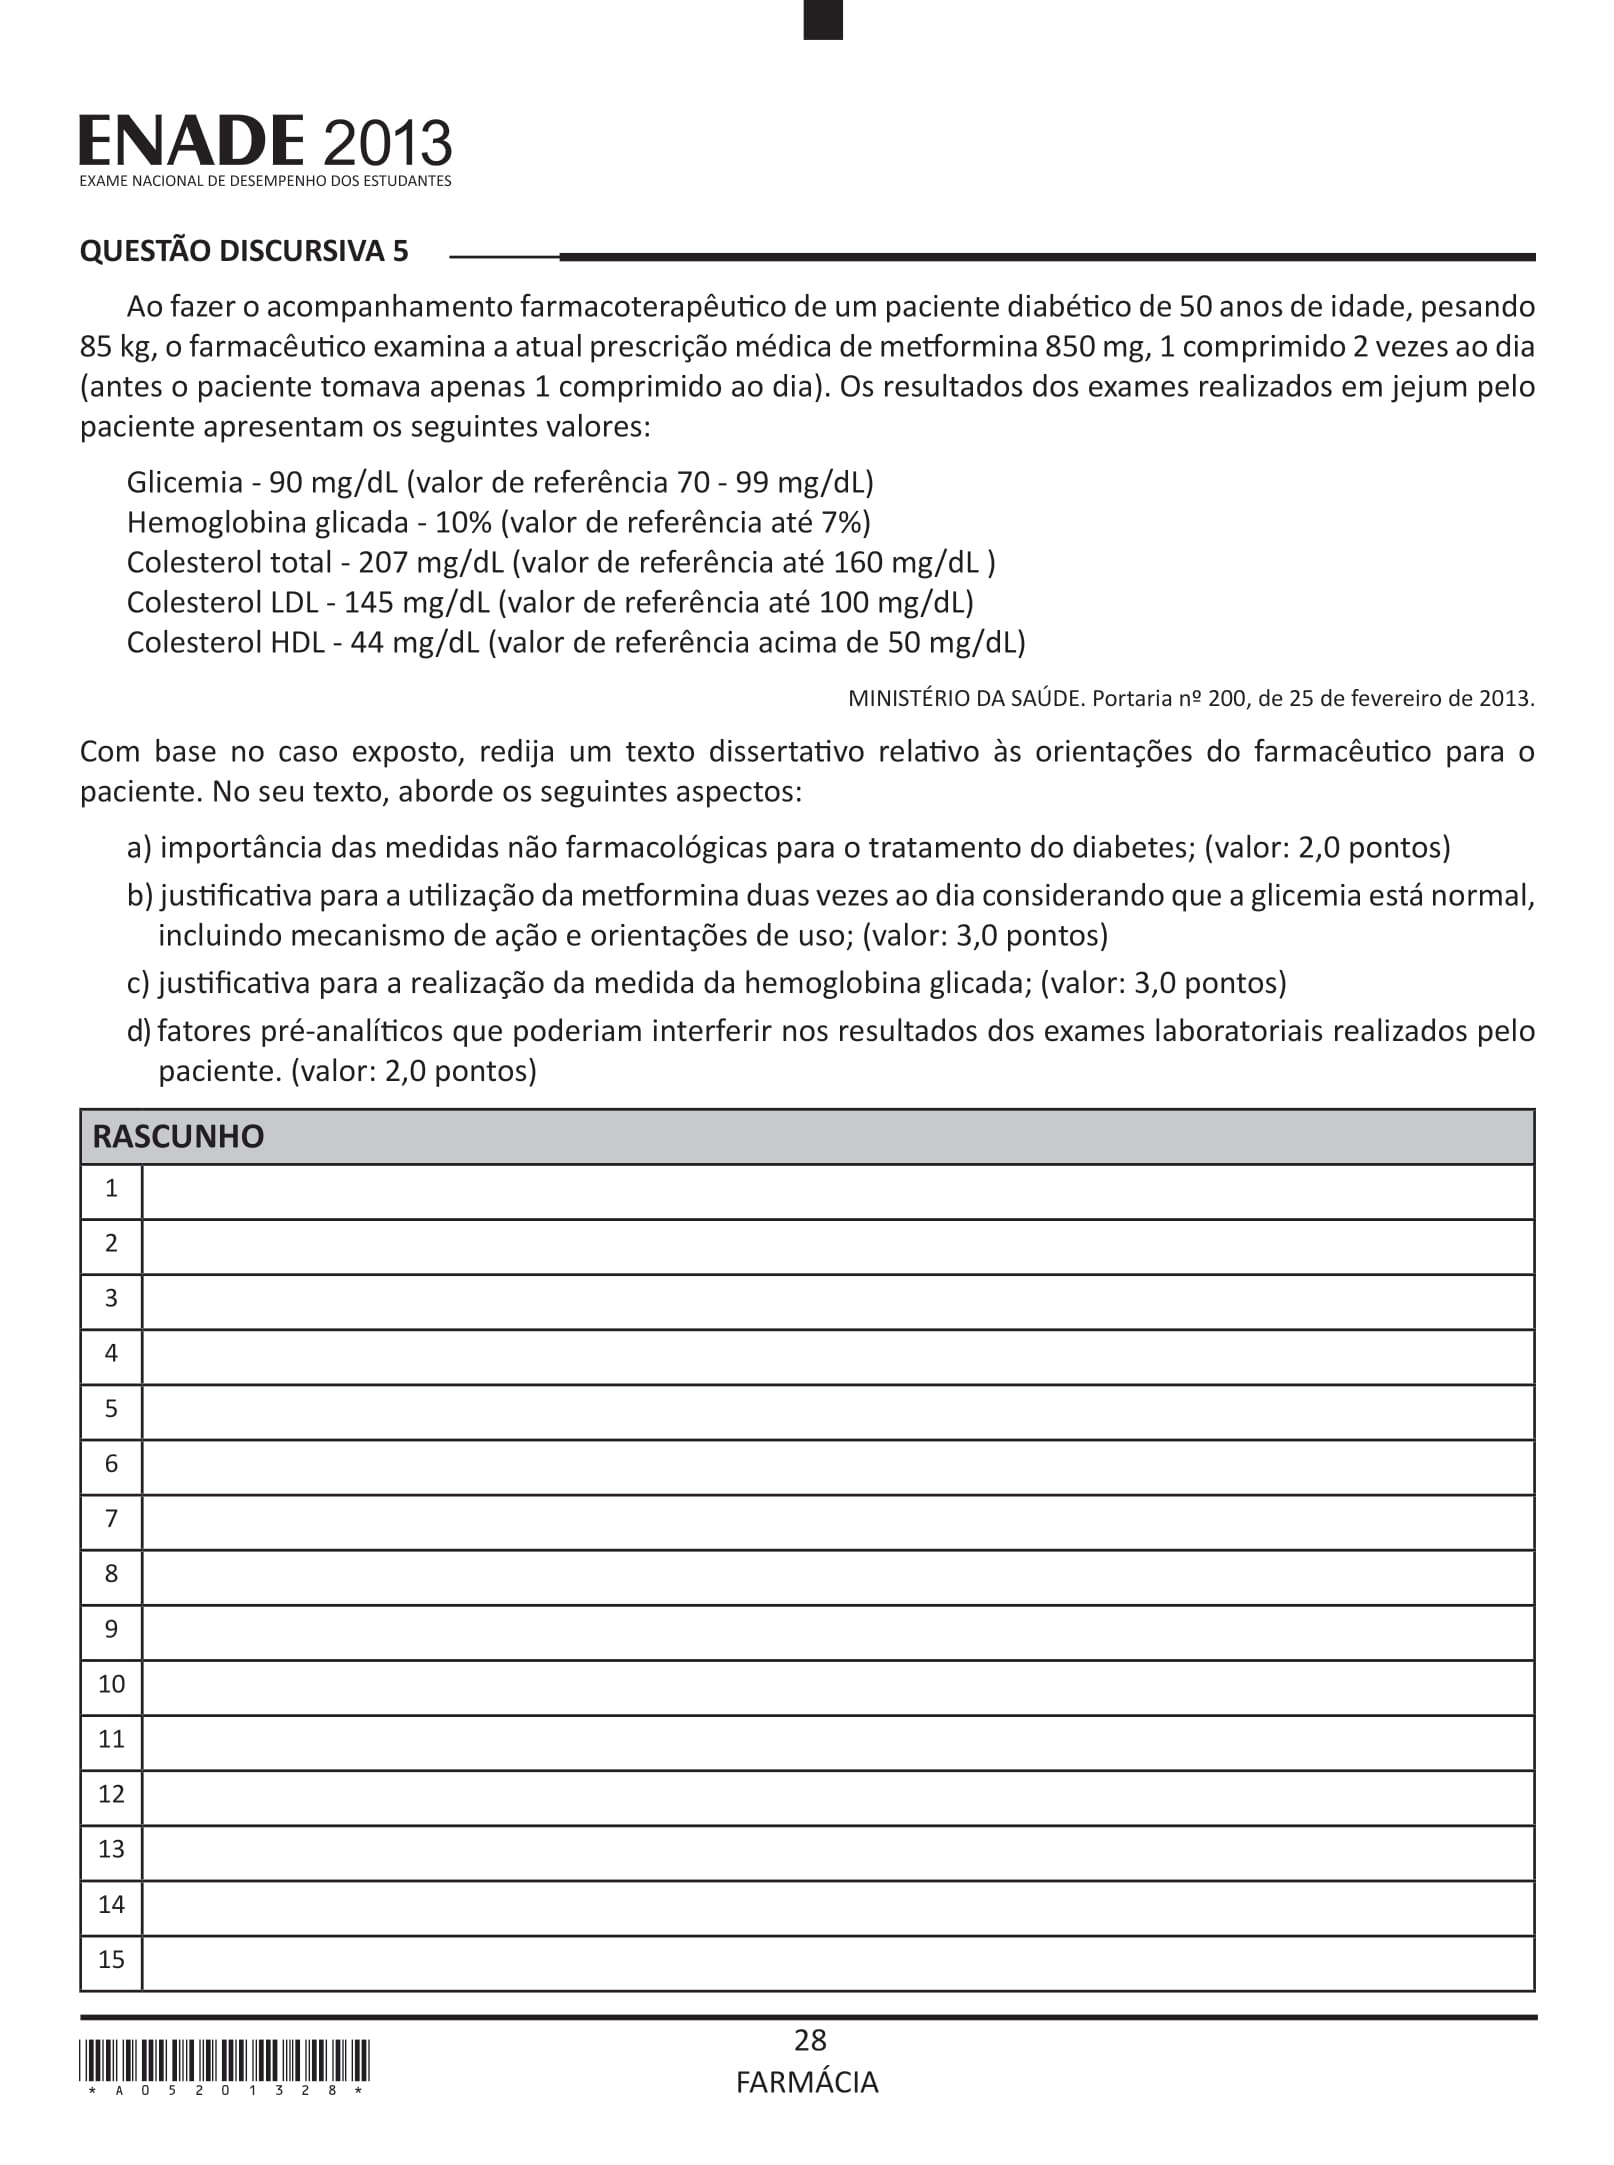 ENADE 2013
EXAME NACIONAL DE DESEMPENHO DOS ESTUDANTES
QUESTÃO DISCURSIVA 5
Ao fazer o acompanhamento farmacoterapêutico de um paciente diabético de 50 anos de idade, pesando
85 kg, o farmacêutico examina a atual prescrição médica de metformina 850 mg, 1 comprimido 2 vezes ao dia
(antes o paciente tomava apenas 1 comprimido ao dia). Os resultados dos exames realizados em jejum pelo
paciente apresentam os seguintes valores:
Glicemia - 90 mg/dL (valor de referência 70 - 99 mg/dL)
Hemoglobina glicada - 10% (valor de referência até 7%)
Colesterol total - 207 mg/dL (valor de referência até 160 mg/dL )
Colesterol LDL - 145 mg/dL (valor de referência até 100 mg/dL)
Colesterol HDL - 44 mg/dL (valor de referência acima de 50 mg/dL)
MINISTÉRIO DA SAÚDE. Portaria nº 200, de 25 de fevereiro de 2013.
Com base no caso exposto, redija um texto dissertativo relativo às orientações do farmacêutico para o
paciente. No seu texto, aborde os seguintes aspectos:
a) importância das medidas não farmacológicas para o tratamento do diabetes; (valor: 2,0 pontos)
b) justificativa para a utilização da metformina duas vezes ao dia considerando que a glicemia está normal,
incluindo mecanismo de ação e orientações de uso; (valor: 3,0 pontos)
c) justificativa para a realização da medida da hemoglobina glicada; (valor: 3,0 pontos)
d) fatores pré-analíticos que poderiam interferir nos resultados dos exames laboratoriais realizados pelo
paciente. (valor: 2,0 pontos)
RASCUNHO
1
2
3
4
5
6
7
8
9
10
11
12
13
14
15
28
FARMÁCIA
* A 0 5 2 0 1 3 2 8 *